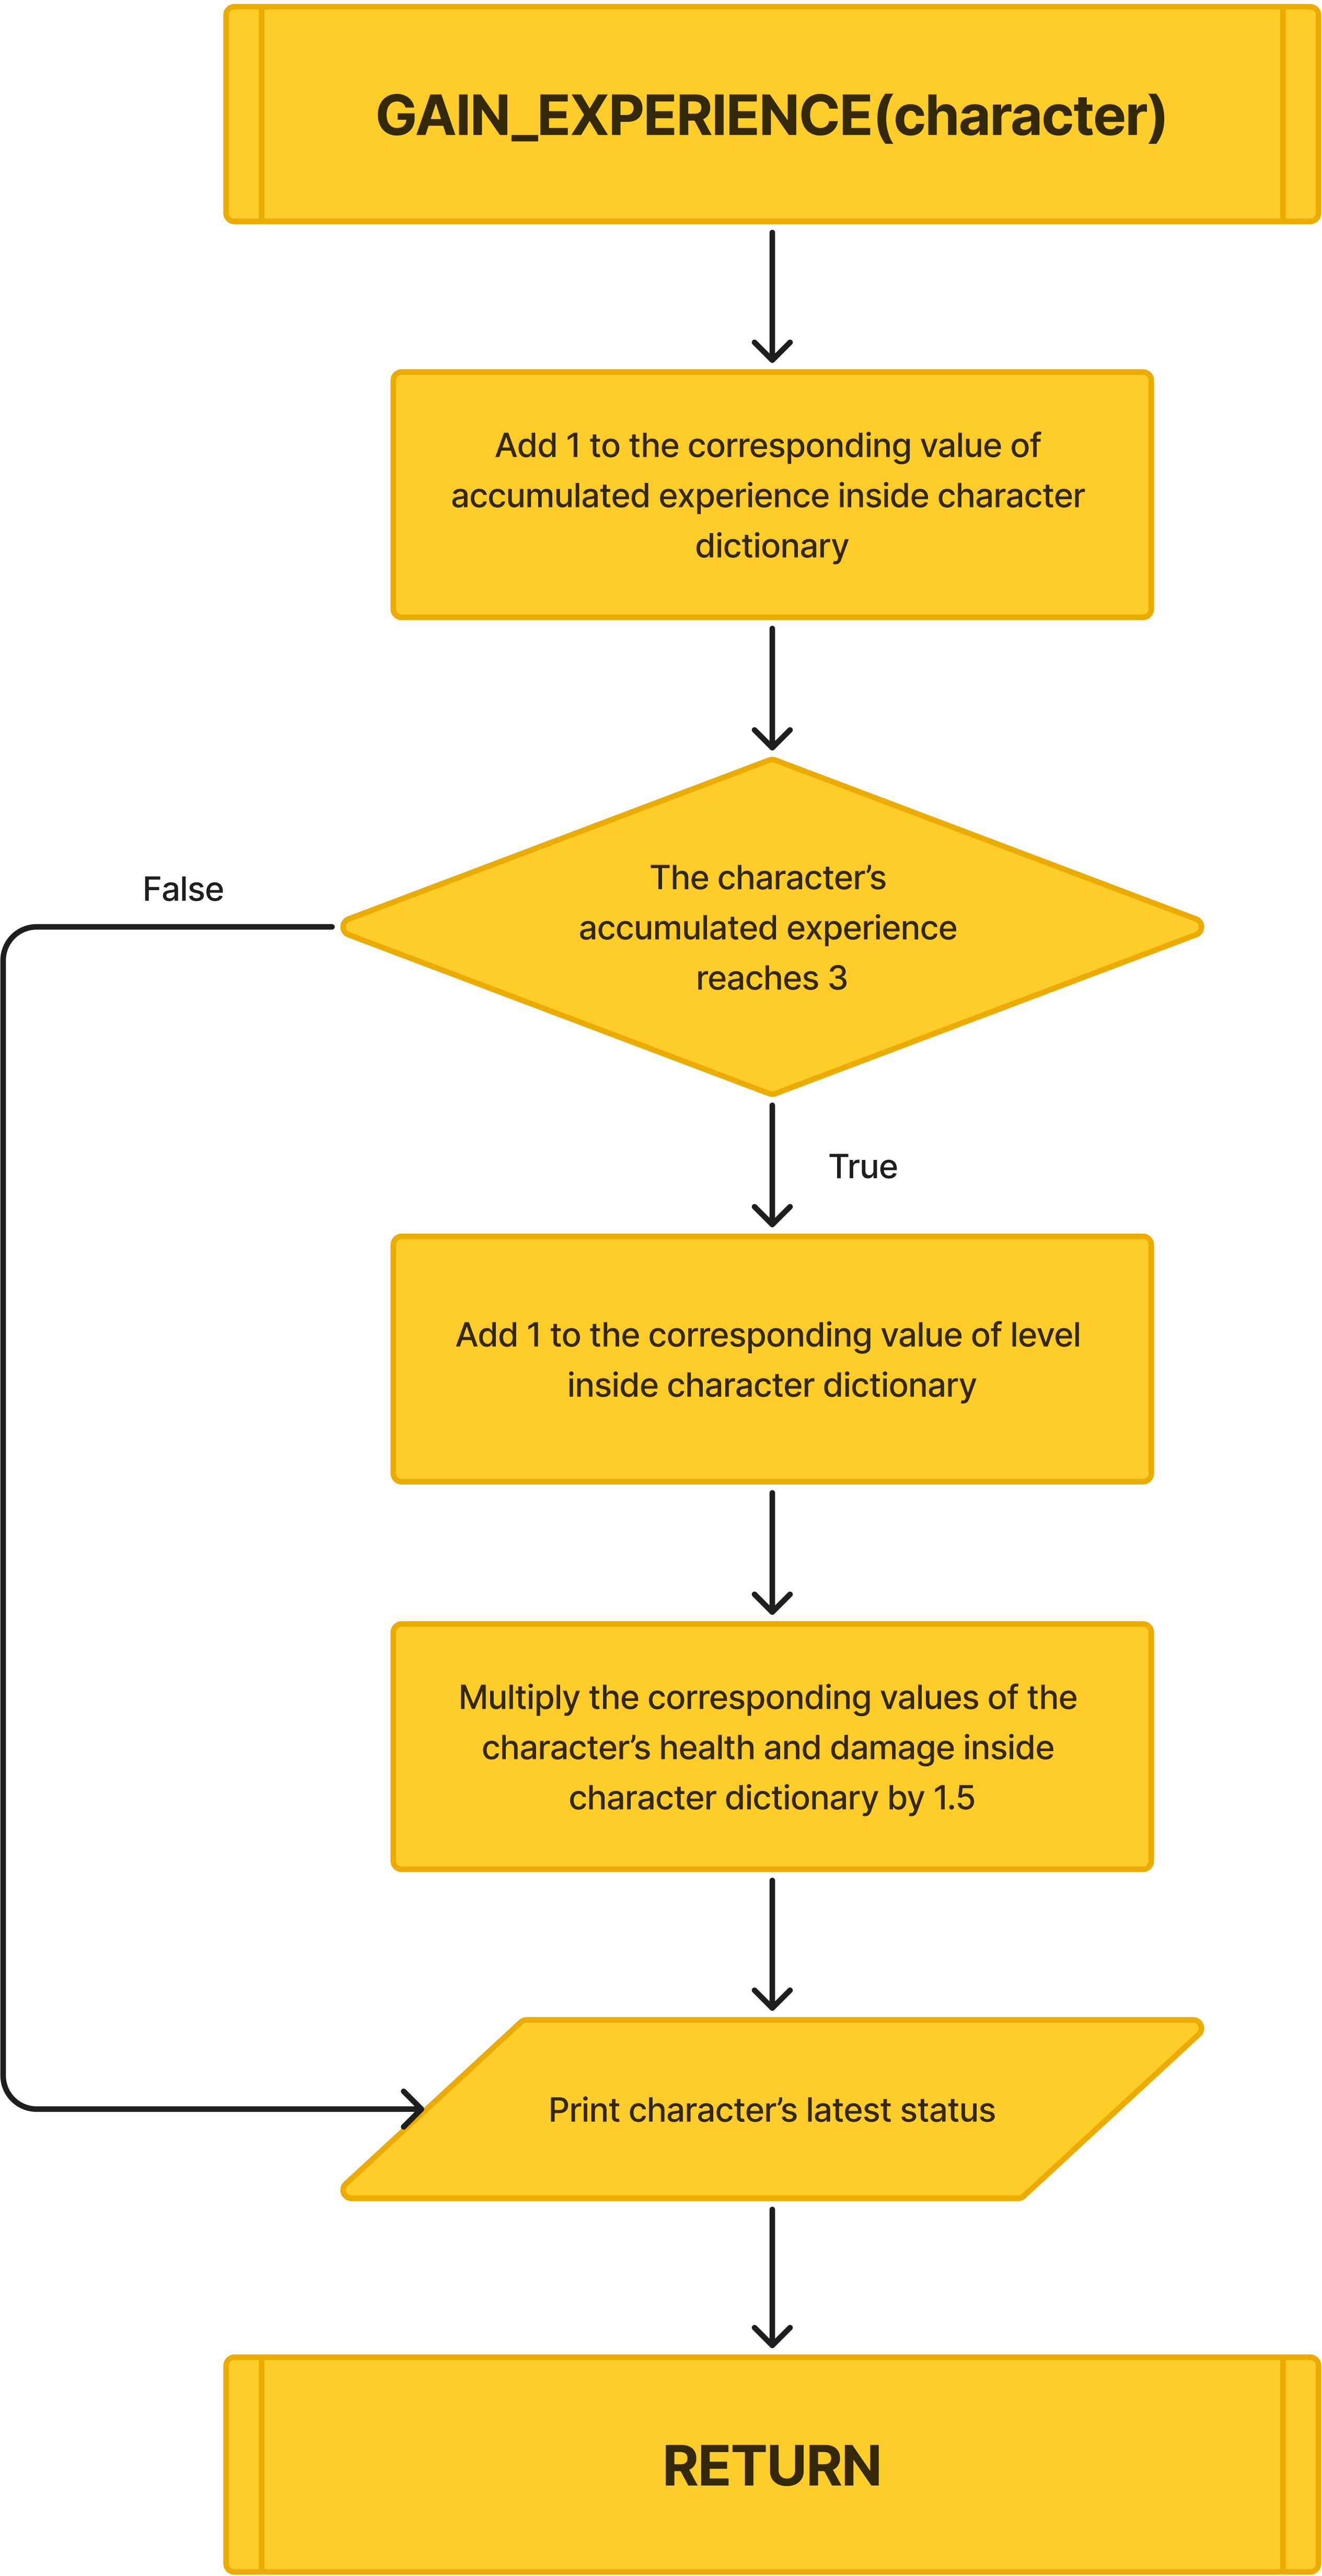 GAIN_EXPERIENCE(character)
Add 1 to the corresponding value of
accumulated experience inside character
dictionary
The character’s
accumulated experience
reaches 3
False
True
Add 1 to the corresponding value of level
inside character dictionary
Multiply the corresponding values of the
character’s health and damage inside
character dictionary by 1.5
Print character’s latest status
RETURN